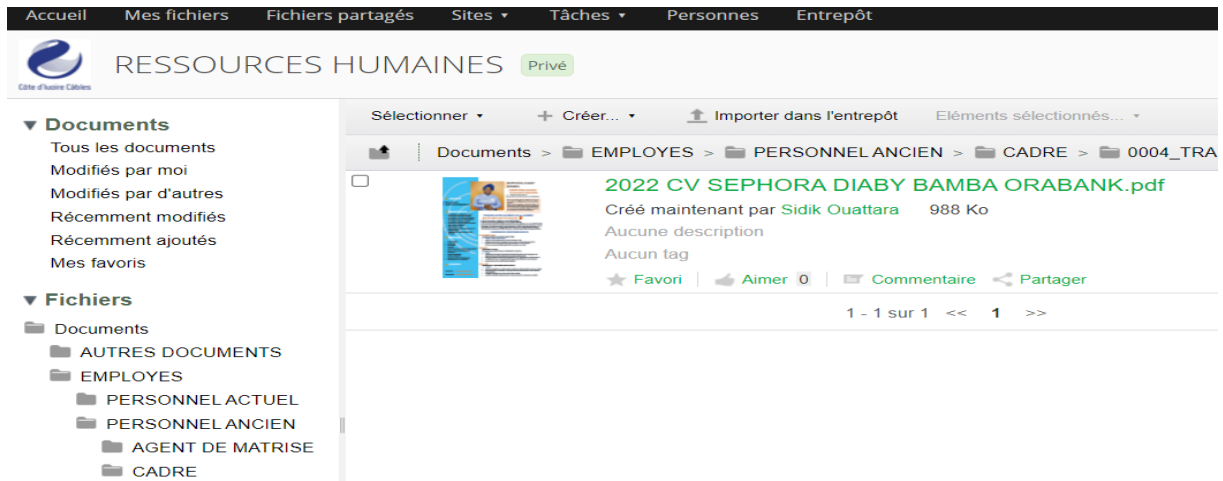 Accueil Mes fichiers Fichiers partagés Sites Tâches Personnes Entrepôt
Côte d'Ivoire Câbles
RESSOURCES HUMAINES Privé
Documents
Tous les documents
Modifiés par moi
Modifiés par d'autres
Récemment modifiés
Récemment ajoutés
Mes favoris
Fichiers
Documents
AUTRES DOCUMENTS
EMPLOYES
PERSONNEL ACTUEL
PERSONNEL ANCIEN
AGENT DE MATRISE
CADRE
Sélectionner + Créer... Importer dans l'entrepôt Eléments sélectionnés...
Documents > EMPLOYES > PERSONNEL ANCIEN > CADRE > 0004_TRA
2022 CV SEPHORA DIABY BAMBA ORABANK.pdf
Créé maintenant par Sidik Ouattara 988 Ko
Aucune description
Aucun tag
Favori Aimer 0 Commentaire Partager
1 - 1 sur 1 << 1 >>